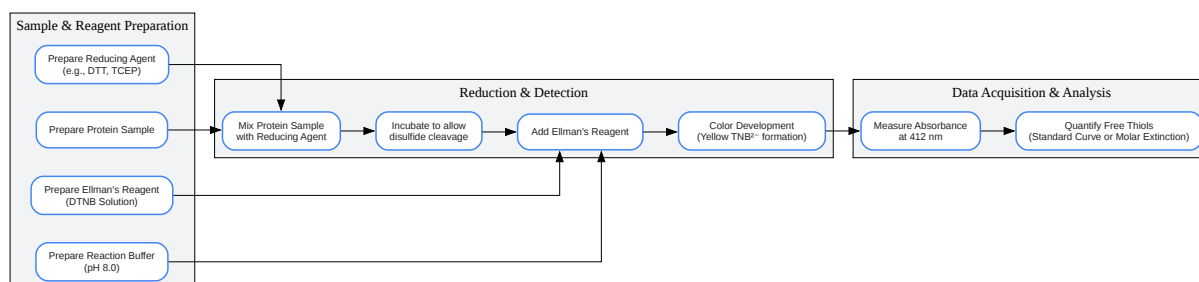 Sample & Reagent Preparation
Prepare Reducing Agent
(e.g., DTT, TCEP)
Prepare Protein Sample
Prepare Ellman's Reagent
(DTNB Solution)
Prepare Reaction Buffer
(pH 8.0)
Reduction & Detection
Mix Protein Sample
with Reducing Agent
Incubate to allow
disulfide cleavage
Add Ellman's Reagent
Color Development
(Yellow TNB²⁻ formation)
Data Acquisition & Analysis
Measure Absorbance
at 412 nm
Quantify Free Thiols
(Standard Curve or Molar Extinction)